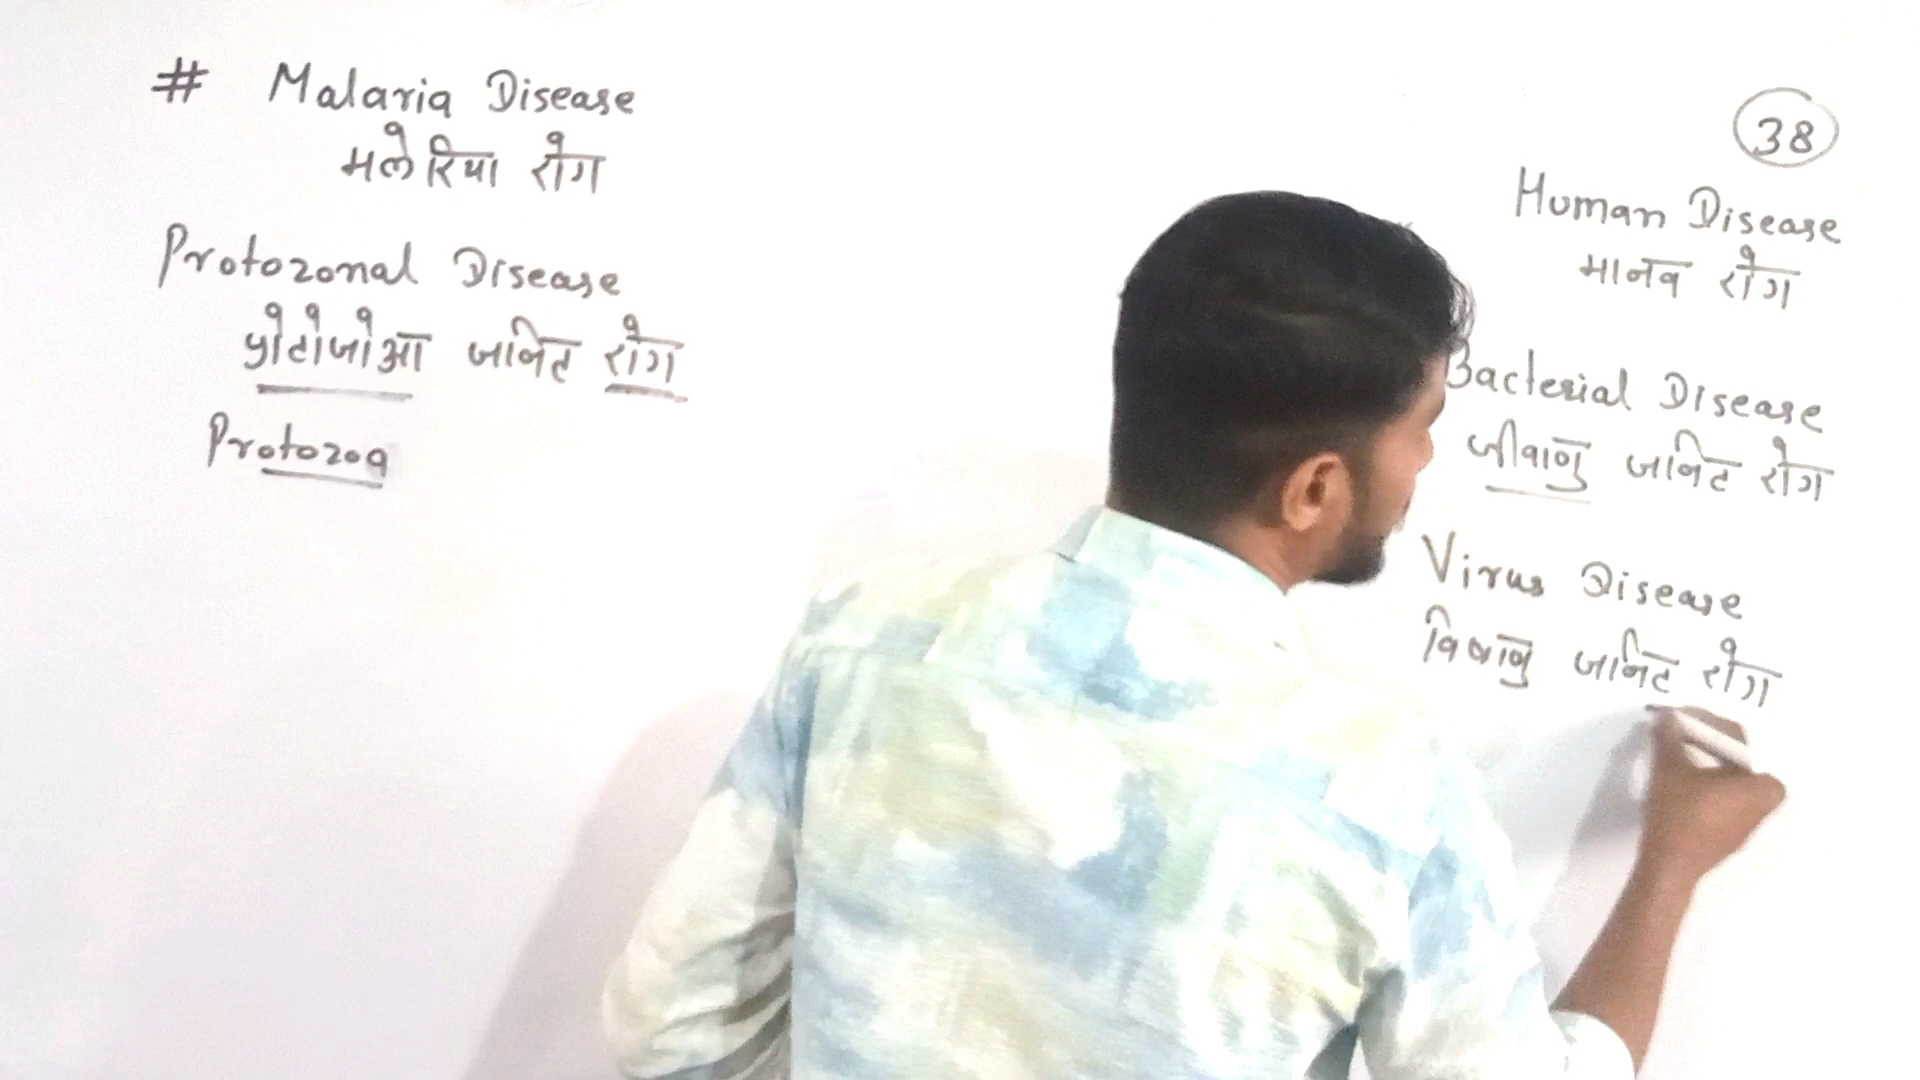 # Malaria Disease
मलेरिया रोग
Protozonal Disease
प्रोटोजोआ जनित रोग
Protozoa
38
Human Disease
मानव रोग
Bacterial Disease
जीवाणु जनित रोग
Virus Disease
विषाणु जनित रोग